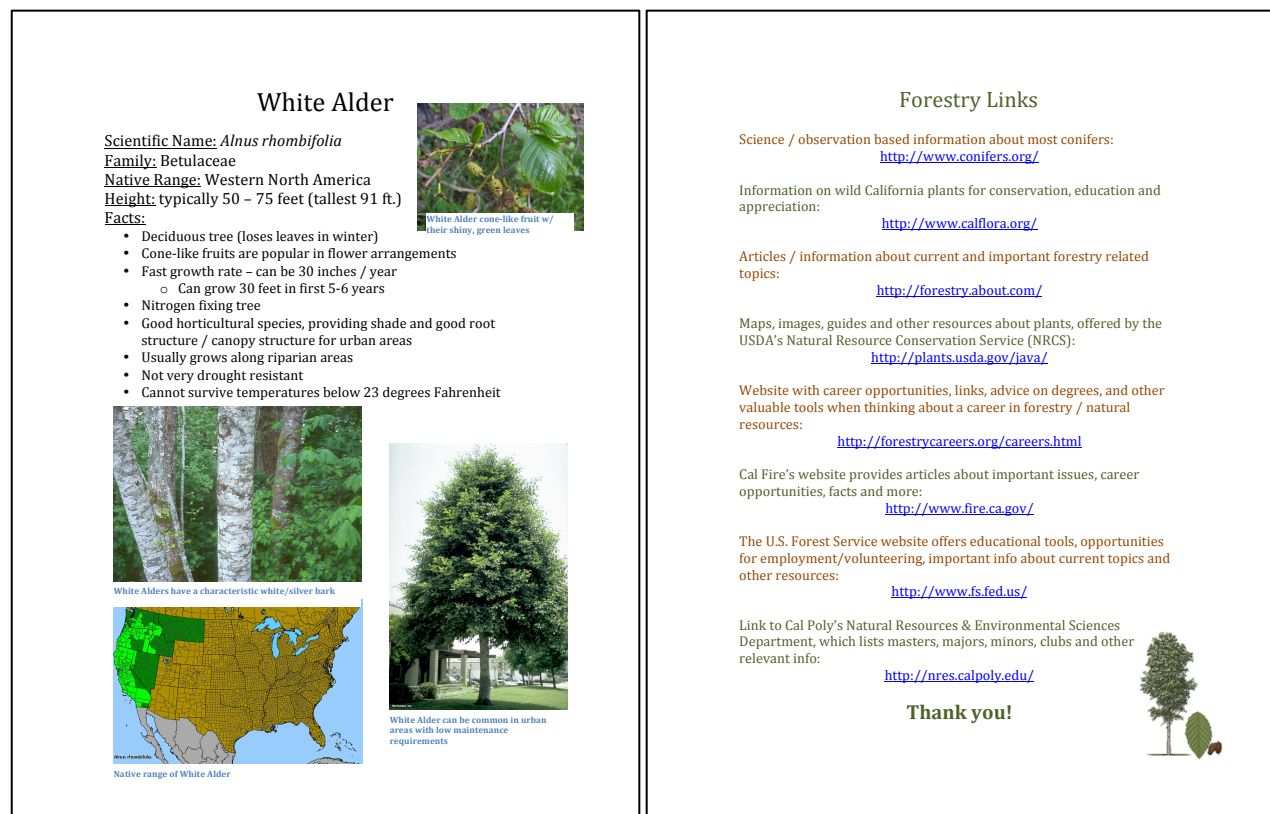 White Alder
Scientific Name: Alnus rhombifolia
Family: Betulaceae
Native Range: Western North America
Height: typically 50 – 75 feet (tallest 91 ft.)
Facts:
• Deciduous tree (loses leaves in winter)
• Cone-like fruits are popular in flower arrangements
• Fast growth rate – can be 30 inches / year
o Can grow 30 feet in first 5-6 years
• Nitrogen fixing tree
• Good horticultural species, providing shade and good root
structure / canopy structure for urban areas
• Usually grows along riparian areas
• Not very drought resistant
• Cannot survive temperatures below 23 degrees Fahrenheit
White Alder cone-like fruit w/
their shiny, green leaves
White Alders have a characteristic white/silver bark
Alnus rhombifolia
Native range of White Alder
White Alder can be common in urban
areas with low maintenance
requirements
Forestry Links
Science / observation based information about most conifers:
http://www.conifers.org/
Information on wild California plants for conservation, education and
appreciation:
http://www.calflora.org/
Articles / information about current and important forestry related
topics:
http://forestry.about.com/
Maps, images, guides and other resources about plants, offered by the
USDA's Natural Resource Conservation Service (NRCS):
http://plants.usda.gov/java/
Website with career opportunities, links, advice on degrees, and other
valuable tools when thinking about a career in forestry / natural
resources:
http://forestrycareers.org/careers.html
Cal Fire's website provides articles about important issues, career
opportunities, facts and more:
http://www.fire.ca.gov/
The U.S. Forest Service website offers educational tools, opportunities
for employment/volunteering, important info about current topics and
other resources:
http://www.fs.fed.us/
Link to Cal Poly's Natural Resources & Environmental Sciences
Department, which lists masters, majors, minors, clubs and other
relevant info:
http://nres.calpoly.edu/
Thank you!